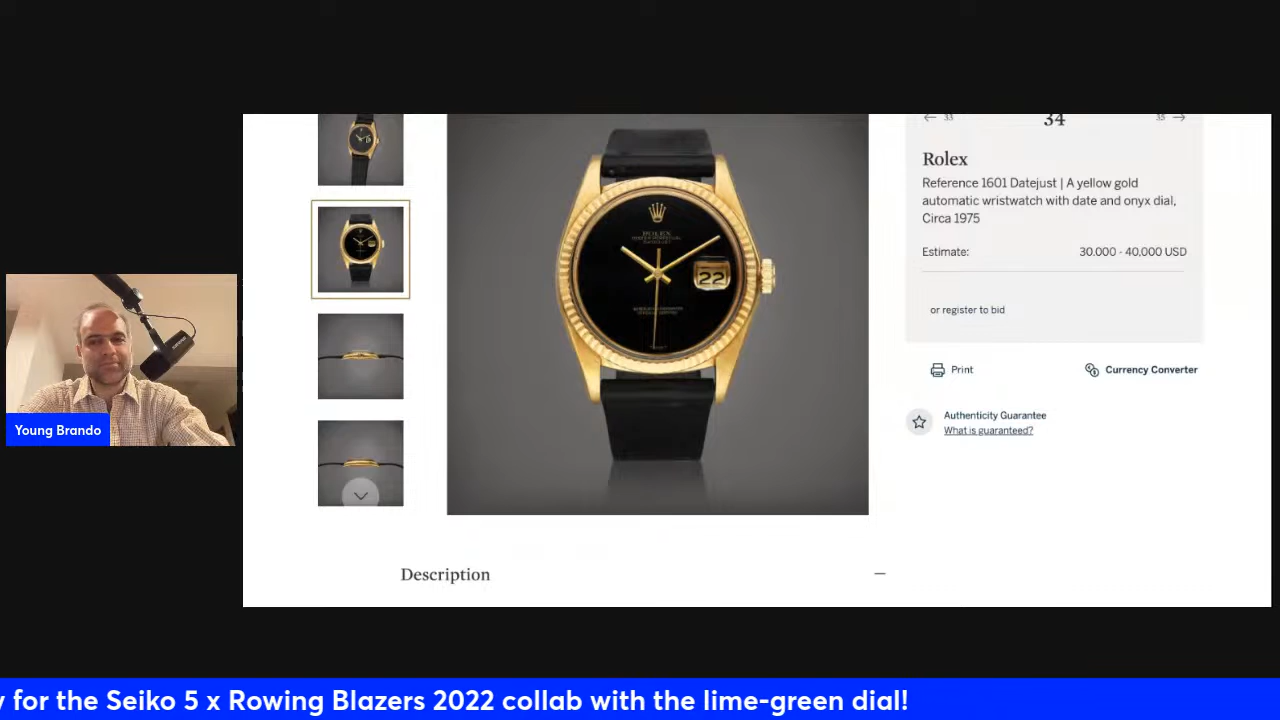 33
34
35
Rolex
Reference 1601 Datejust | A yellow gold
automatic wristwatch with date and onyx dial,
Circa 1975
Estimate:
30,000 - 40,000 USD
or register to bid
Print
Currency Converter
Authenticity Guarantee
What is guaranteed?
ROLEX
22
Young Brando
Description
for the Seiko 5 x Rowing Blazers 2022 collab with the lime-green dial!